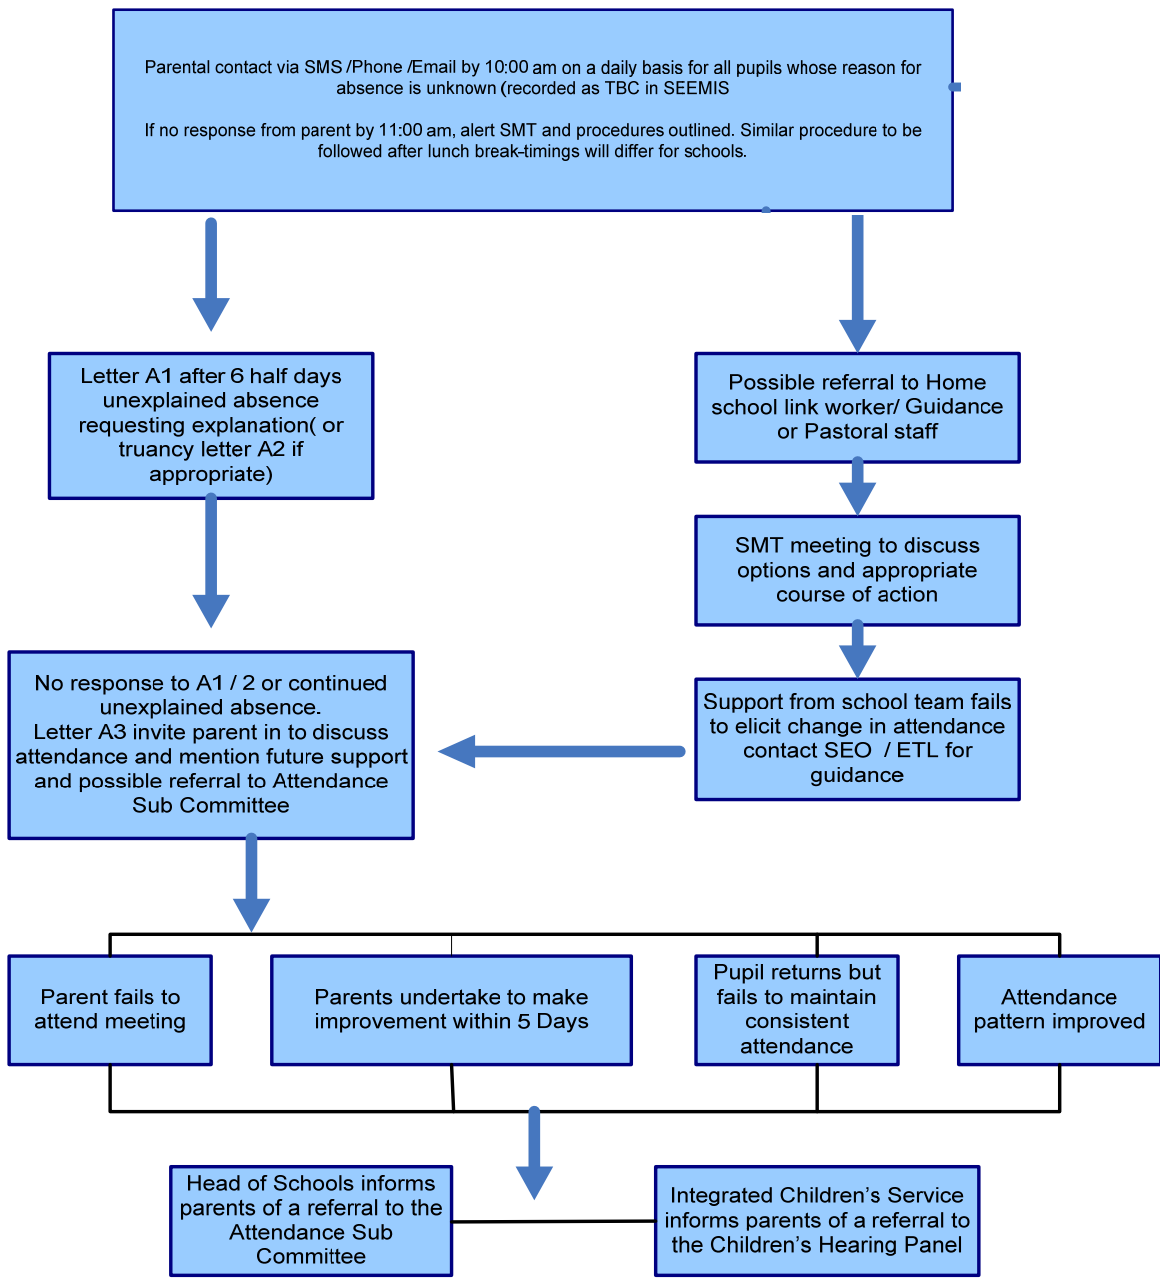 Parental contact via SMS /Phone /Email by 10:00 am on a daily basis for all pupils whose reason for
absence is unknown (recorded as TBC in SEEMIS
If no response from parent by 11:00 am, alert SMT and procedures outlined. Similar procedure to be
followed after lunch break-timings will differ for schools.
Letter A1 after 6 half days
unexplained absence
requesting explanation( or
truancy letter A2 if
appropriate)
Possible referral to Home
school link worker/ Guidance
or Pastoral staff
SMT meeting to discuss
options and appropriate
course of action
No response to A1 / 2 or continued
unexplained absence.
Letter A3 invite parent in to discuss
attendance and mention future support
and possible referral to Attendance
Sub Committee
Support from school team fails
to elicit change in attendance
contact SEO / ETL for
guidance
Parent fails to
attend meeting
Parents undertake to make
improvement within 5 Days
Pupil returns but
fails to maintain
consistent
attendance
Attendance
pattern improved
Head of Schools informs
parents of a referral to the
Attendance Sub
Committee
Integrated Children's Service
informs parents of a referral to
the Children's Hearing Panel